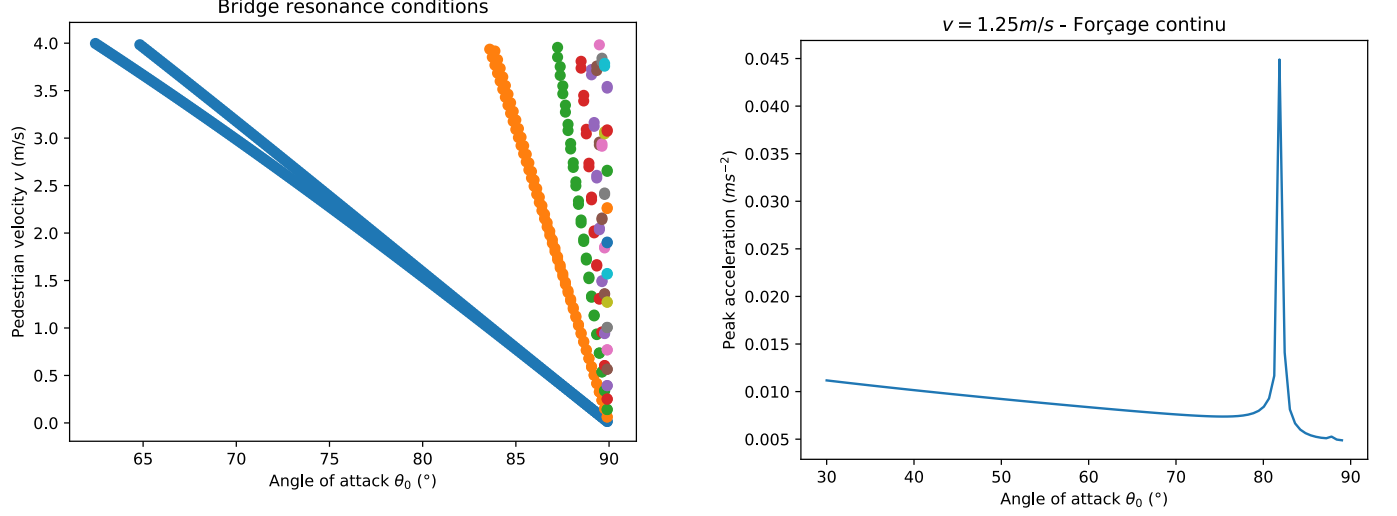 Bridge resonance conditions
Pedestrian velocity v (m/s)
4.0
3.5
3.0
2.5
2.0
1.5
1.0
0.5
0.0
65 70 75 80 85 90
Angle of attack θ₀ (°)
v = 1.25m/s - Forçage continu
Peak acceleration (ms⁻²)
0.045
0.040
0.035
0.030
0.025
0.020
0.015
0.010
0.005
30 40 50 60 70 80 90
Angle of attack θ₀ (°)